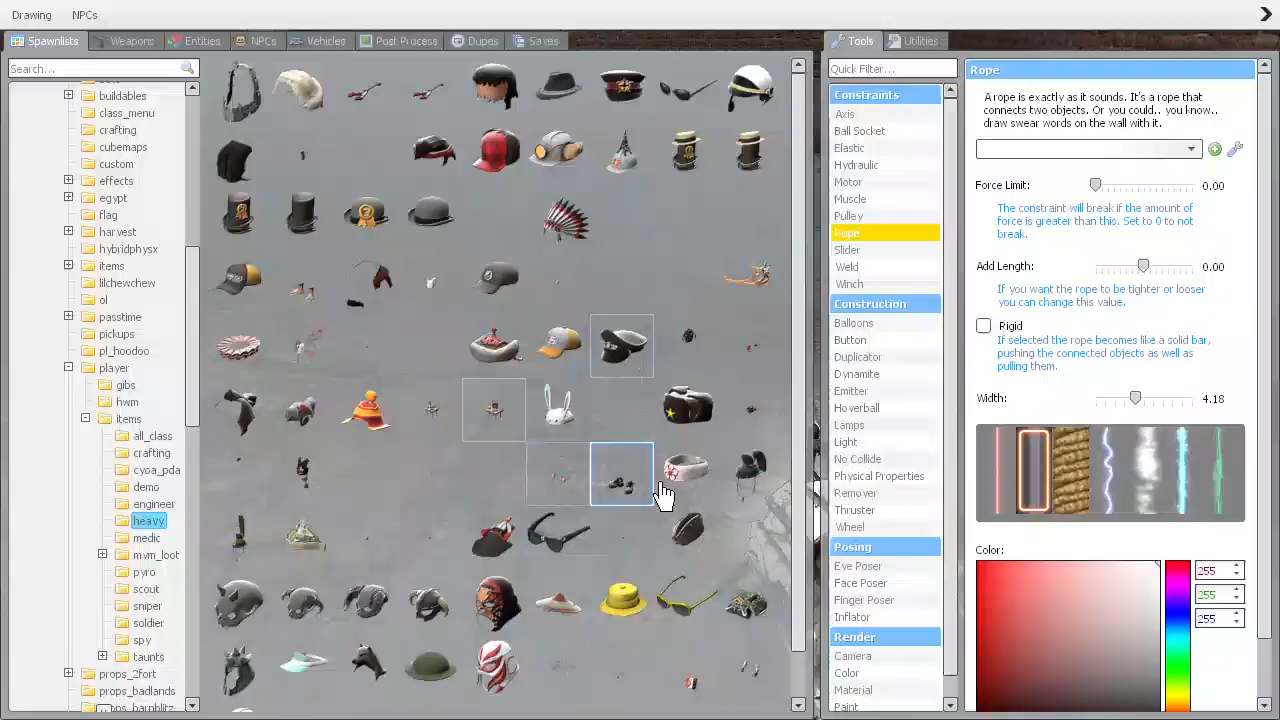 Drawing NPCs
Spawnlists Weapons Entities NPCs Vehicles Post Process Dupes Saves
Search...
buildables
class_menu
crafting
cubemaps
custom
effects
egypt
flag
harvest
hybridphysx
items
lilchewchew
ol
passtime
pickups
pl_hoodoo
player
gibs
hwm
items
all_class
crafting
cyoa_pda
demo
engineer
heavy
medic
mvm_loot
pyro
scout
sniper
soldier
spy
taunts
props_2fort
props_badlands
props_barnblitz
Tools Utilities
Quick Filter...
Constraints
Axis
Ball Socket
Elastic
Hydraulic
Motor
Muscle
Pulley
Rope
Slider
Weld
Winch
Construction
Balloons
Button
Duplicator
Dynamite
Emitter
Hoverball
Lamps
Light
No Collide
Physical Properties
Remover
Thruster
Wheel
Posing
Eye Poser
Face Poser
Finger Poser
Inflator
Render
Camera
Color
Material
Paint
Rope
A rope is exactly as it sounds. It's a rope that
connects two objects. Or you could.. you know..
draw swear words on the wall with it.
Force Limit: 0.00
The constraint will break if the amount of
force is greater than this. Set to 0 to not
break.
Add Length: 0.00
If you want the rope to be tighter or looser
you can change this value.
Rigid
If selected the rope becomes like a solid bar,
pushing the connected objects as well as
pulling them.
Width: 4.18
Color:
255
255
255